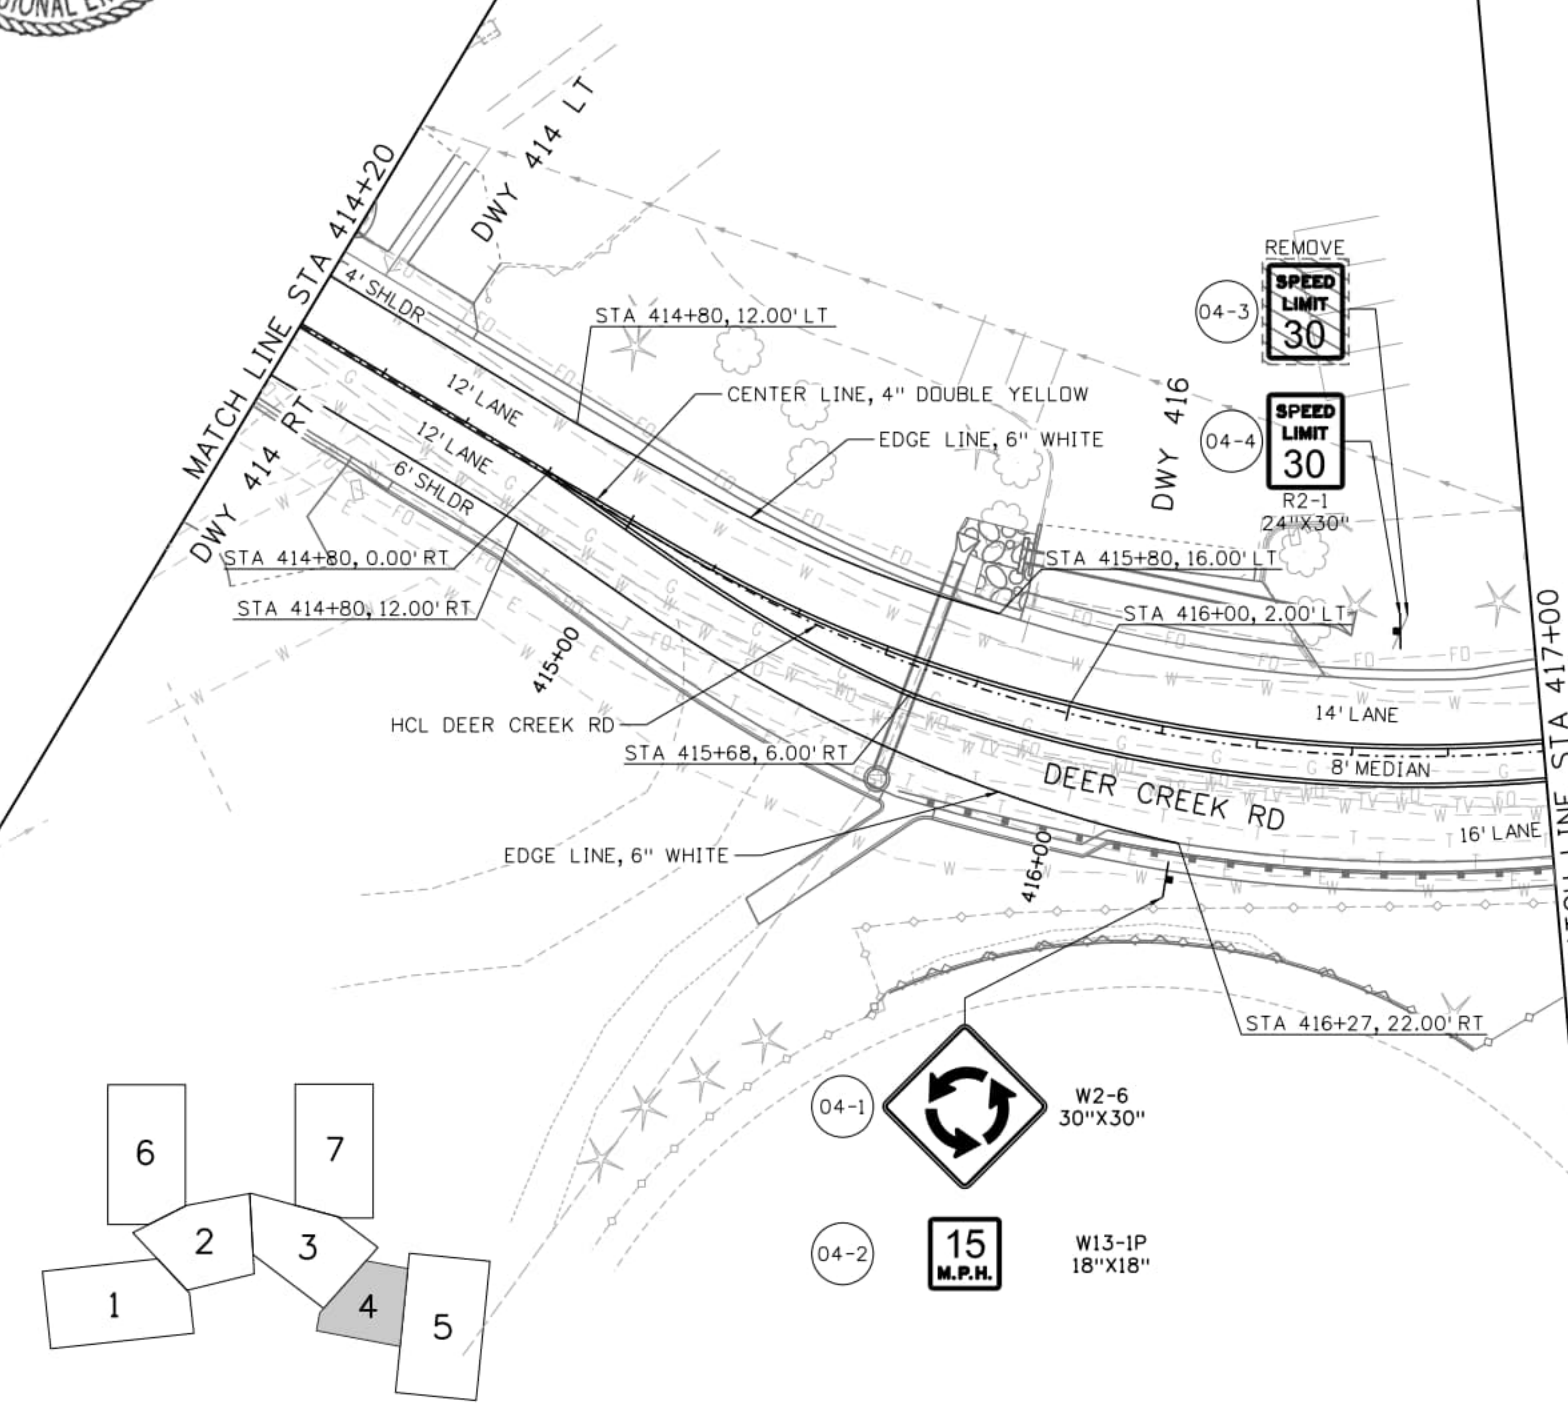 MATCH LINE STA 414+20
DWY 414 LT
4' SHLDR
STA 414+80, 12.00' LT
12' LANE
CENTER LINE, 4" DOUBLE YELLOW
12' LANE
EDGE LINE, 6" WHITE
6' SHLDR
DWY 414 RT
REMOVE
04-3
SPEED
LIMIT
30
04-4
SPEED
LIMIT
30
R2-1
24"X30"
DWY 416
STA 414+80, 0.00' RT
STA 414+80, 12.00' RT
STA 415+80, 16.00' LT
STA 416+00, 2.00' LT
415+00
HCL DEER CREEK RD
STA 415+68, 6.00' RT
14' LANE
8' MEDIAN
DEER CREEK RD
16' LANE
LINE STA 417+00
EDGE LINE, 6" WHITE
416+00
STA 416+27, 22.00' RT
04-1
W2-6
30"X30"
04-2
15
M.P.H.
W13-1P
18"X18"
6
7
2
3
1
4
5